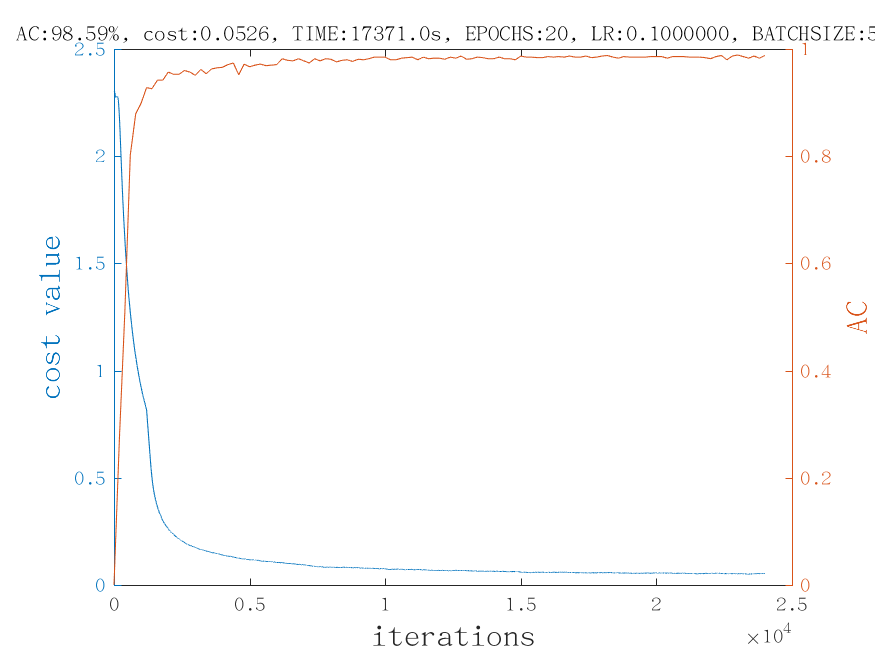 AC:98.59%, cost:0.0526, TIME:17371.0s, EPOCHS:20, LR:0.1000000, BATCHSIZE:5
2.5
2
1.5
1
0.5
0
cost value
1
0.8
0.6
0.4
0.2
0
AC
0 0.5 1 1.5 2 2.5
×10⁴
iterations